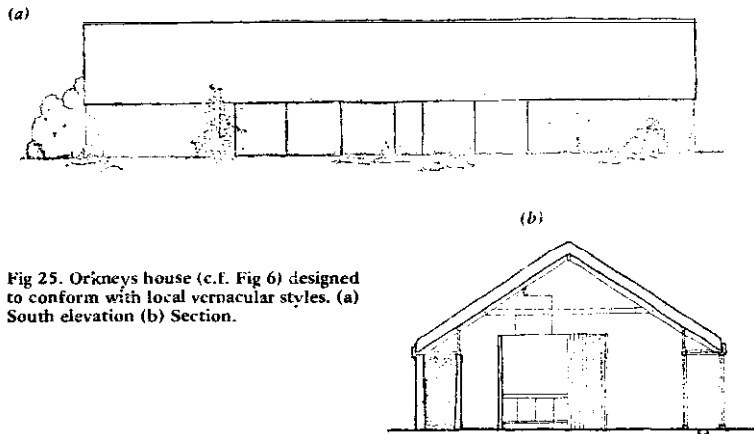 (a)
(b)
Fig 25. Orkneys house (c.f. Fig 6) designed
to conform with local vernacular styles. (a)
South elevation (b) Section.